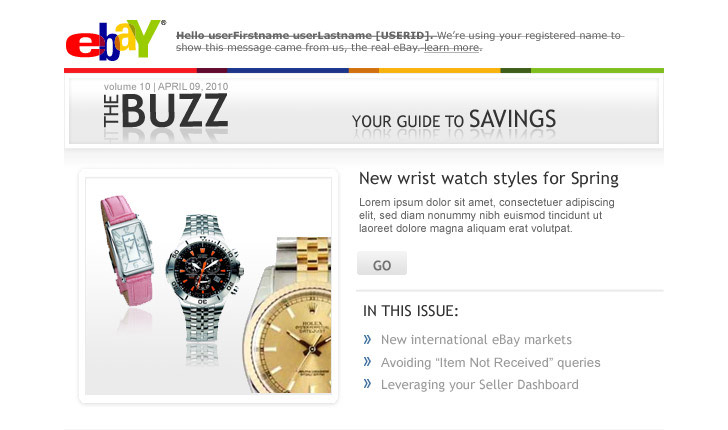 ebaY®
Hello userFirstname userLastname [USERID]. We're using your registered name to
show this message came from us, the real eBay. learn more.
volume 10 | APRIL 09, 2010
THE BUZZ
YOUR GUIDE TO SAVINGS
New wrist watch styles for Spring
Lorem ipsum dolor sit amet, consectetuer adipiscing
elit, sed diam nonummy nibh euismod tincidunt ut
laoreet dolore magna aliquam erat volutpat.
GO
ROLEX
IN THIS ISSUE:
» New international eBay markets
» Avoiding “Item Not Received” queries
» Leveraging your Seller Dashboard